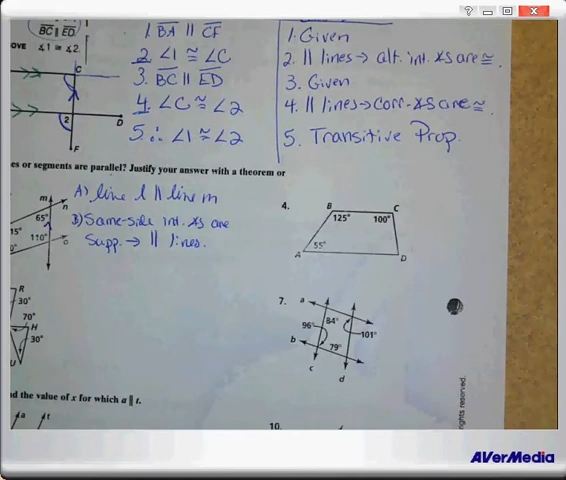 BC || ED
OVE ∡1 ≅ ∡2.
1. BA || CF
2. ∠1 ≅ ∠C
3. BC || ED
4. ∠C ≅ ∠2
5. ∴ ∠1 ≅ ∠2
1. Given
2. || lines → alt. int. ∡s are ≅.
3. Given
4. || lines → corr. ∡s are ≅
5. Transitive Prop.
C
2
D
F
es or segments are parallel? Justify your answer with a theorem or
A) line l || line m
B) Same-side int. ∡s are
Supp. → || lines.
m
n
65°
15°
110°
o
4.
B
C
125°
100°
55°
A
D
R
30°
70°
H
30°
U
7.
a
96°
84°
101°
b
79°
c
d
nd the value of x for which a || t.
a
t
10.
rights reserved.
AVerMedia